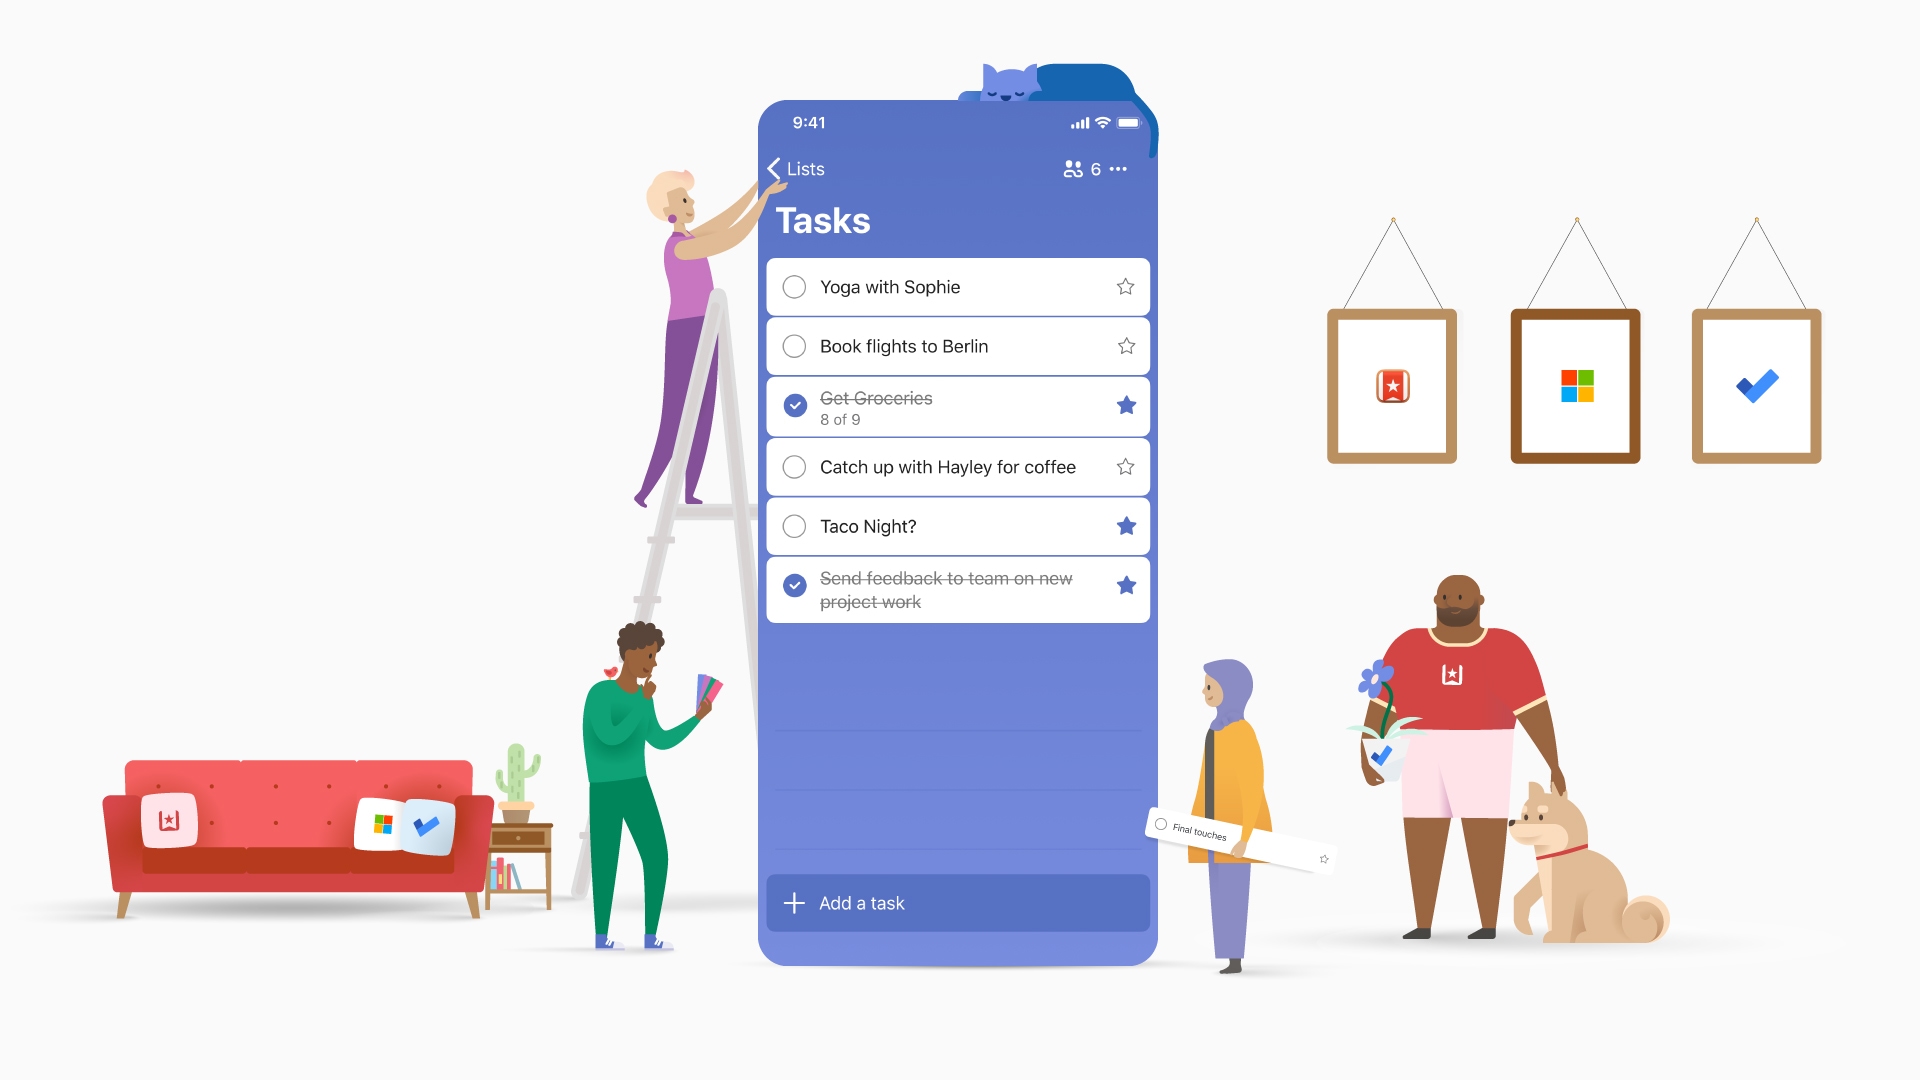 9:41
Lists
6
Tasks
Yoga with Sophie
Book flights to Berlin
Get Groceries
8 of 9
Catch up with Hayley for coffee
Taco Night?
Send feedback to team on new
project work
Final touches
Add a task